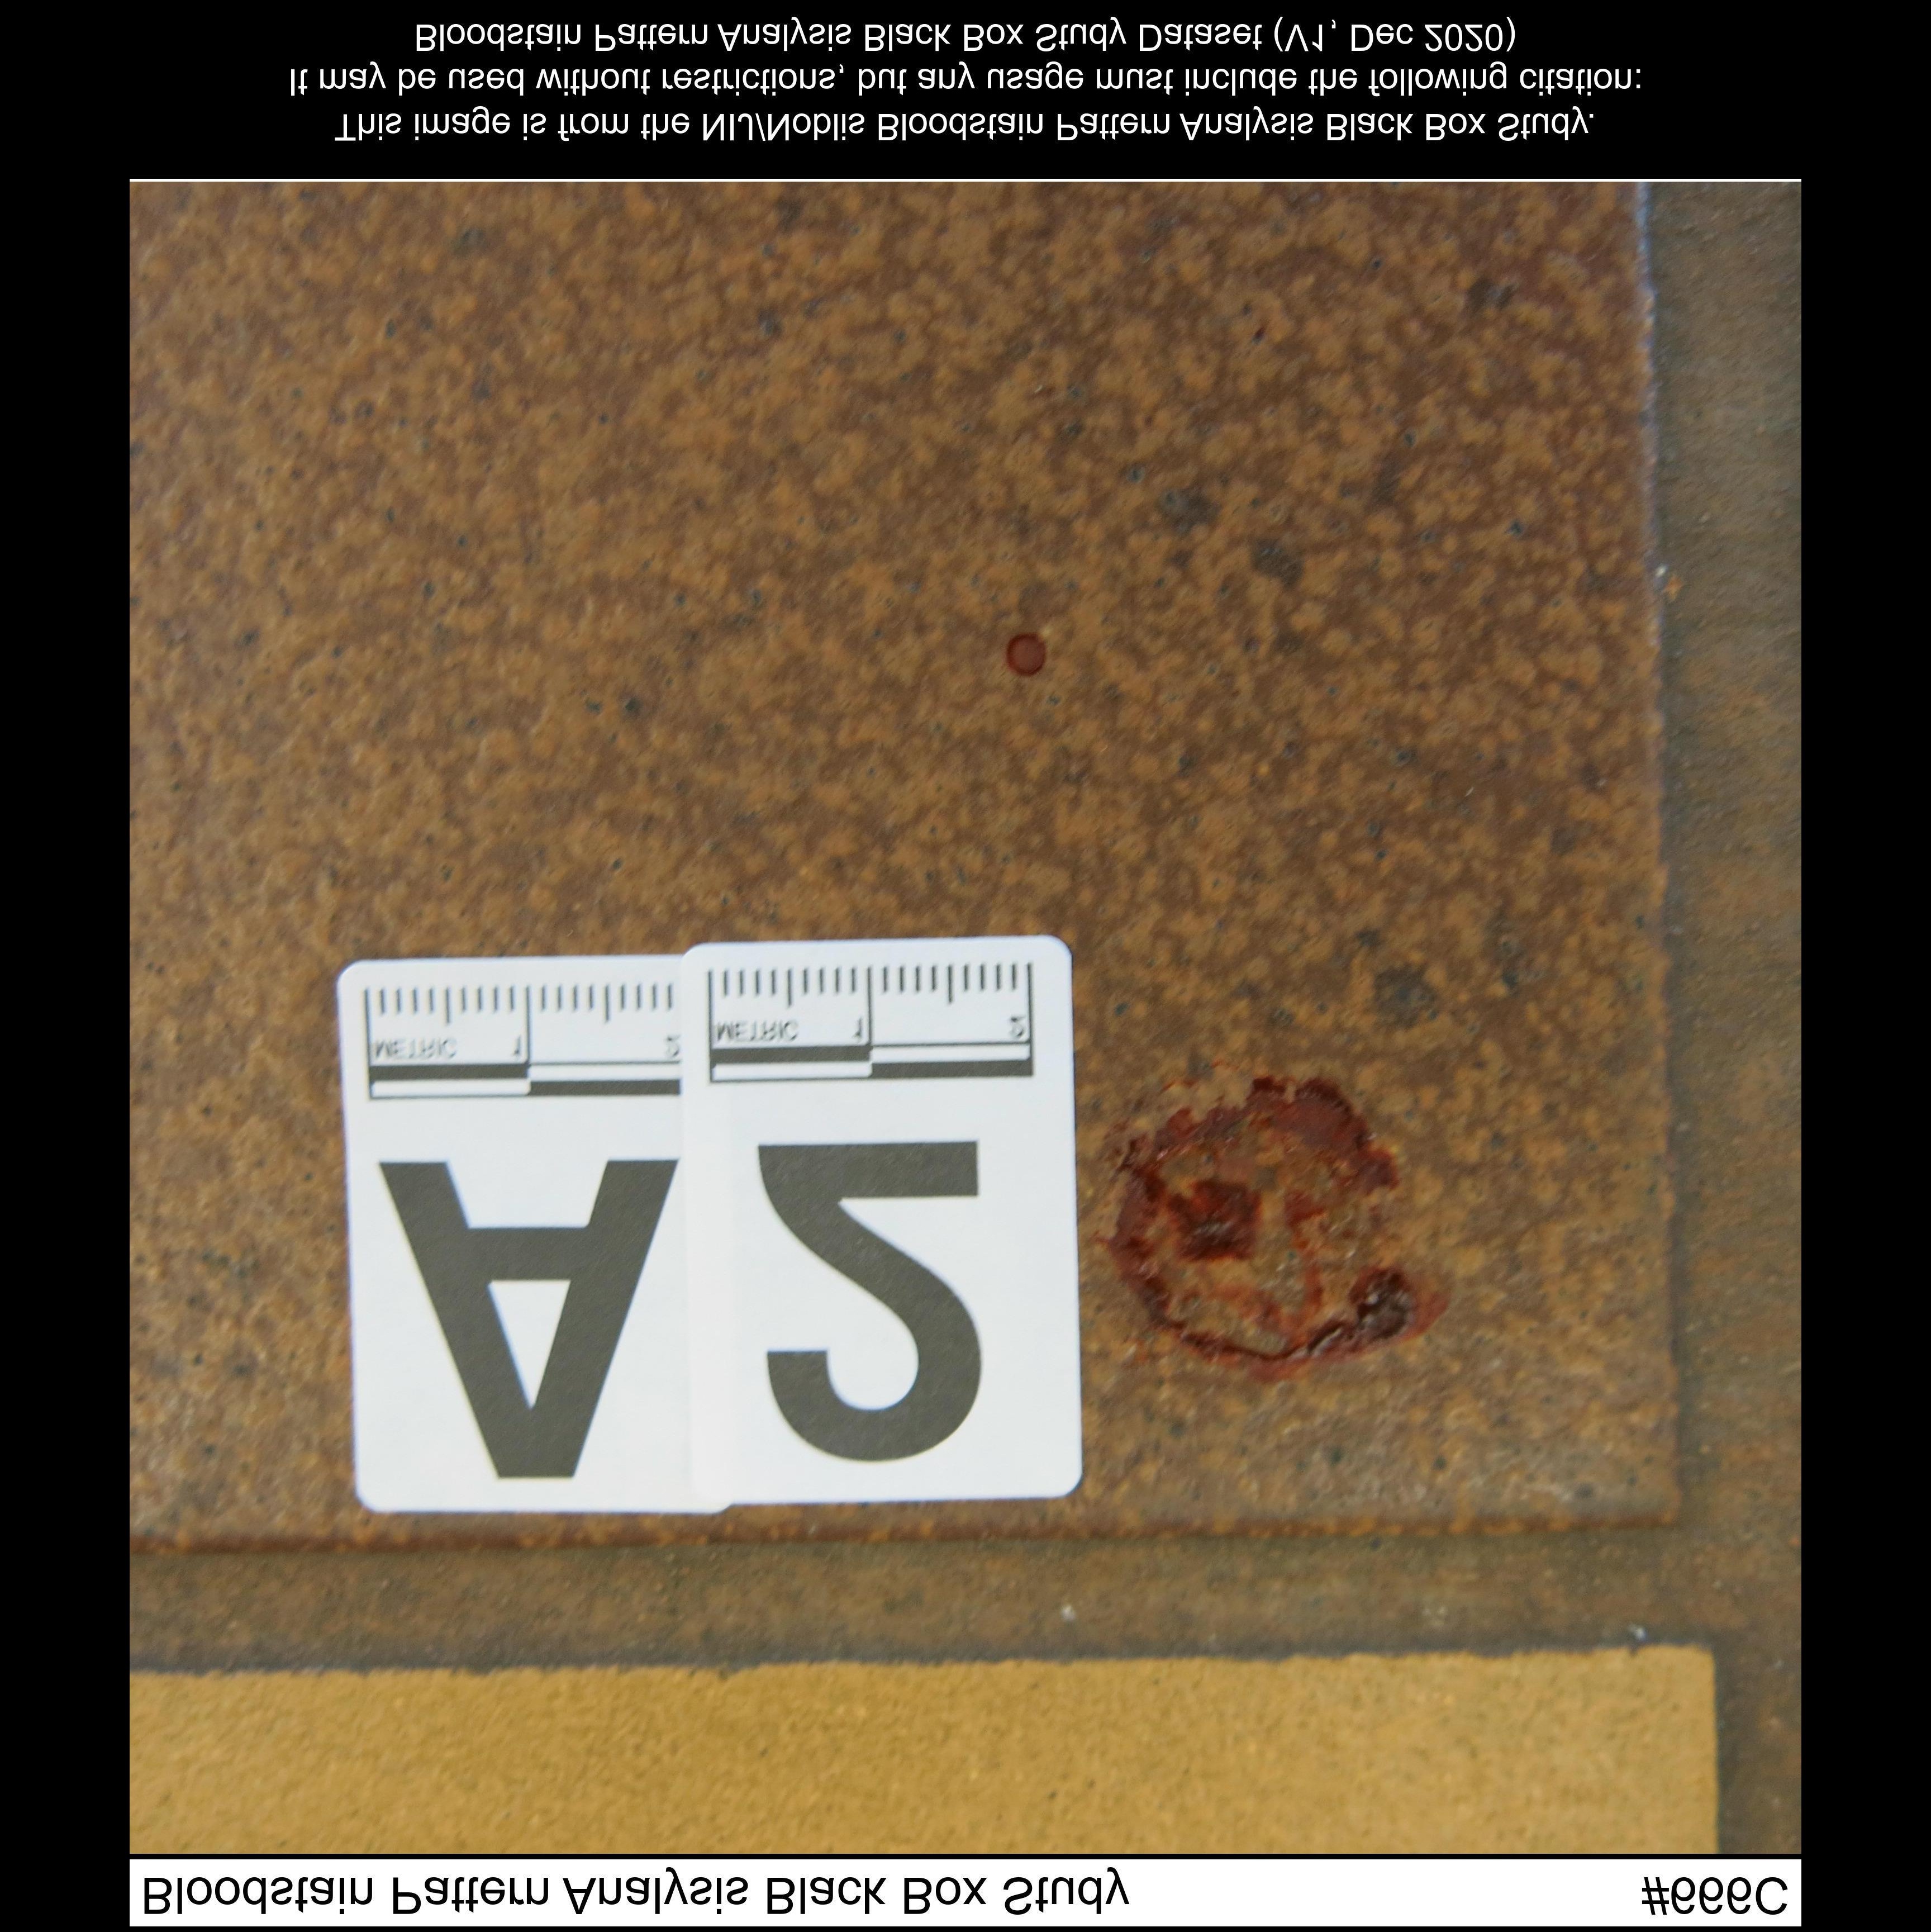 Bloodstain Pattern Analysis Black Box Study #666C
A 2
METRIC 1 2 METRIC 1 2
This image is from the NIJ/Noblis Bloodstain Pattern Analysis Black Box Study.
It may be used without restrictions, but any usage must include the following citation:
Bloodstain Pattern Analysis Black Box Study Dataset (V1, Dec 2020)